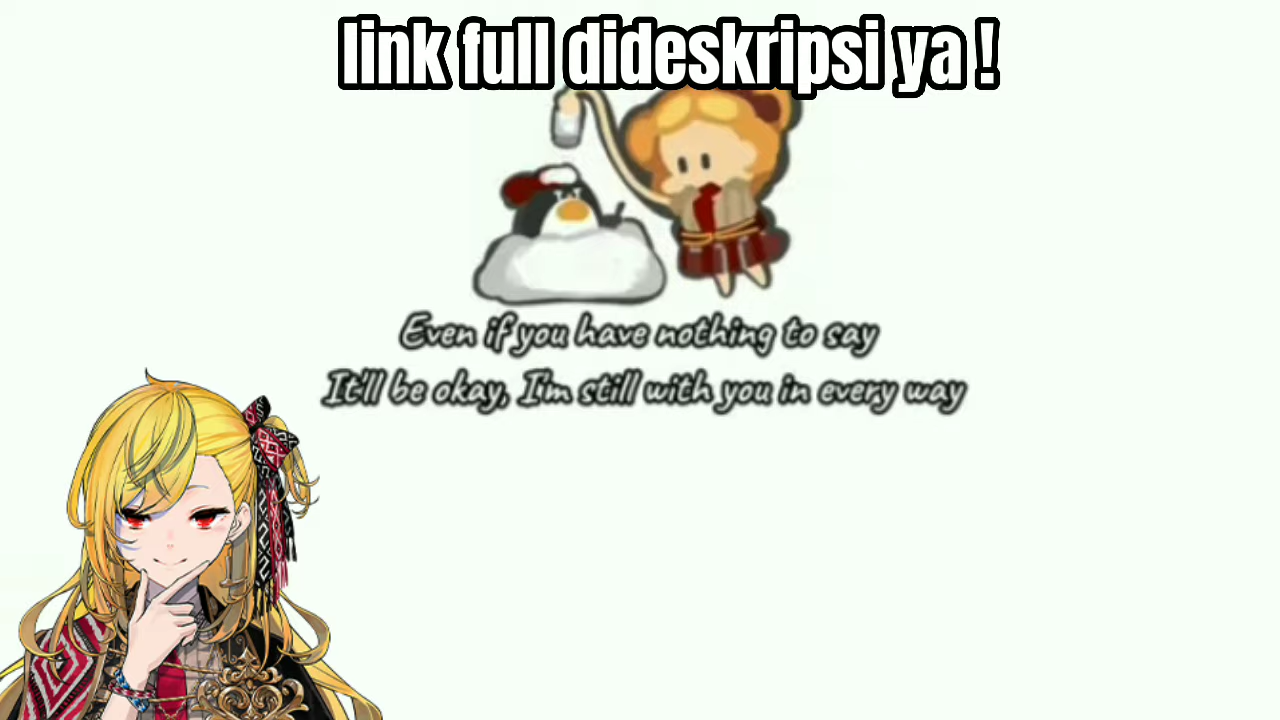 link full dideskripsi ya !
Even if you have nothing to say
It'll be okay, I'm still with you in every way